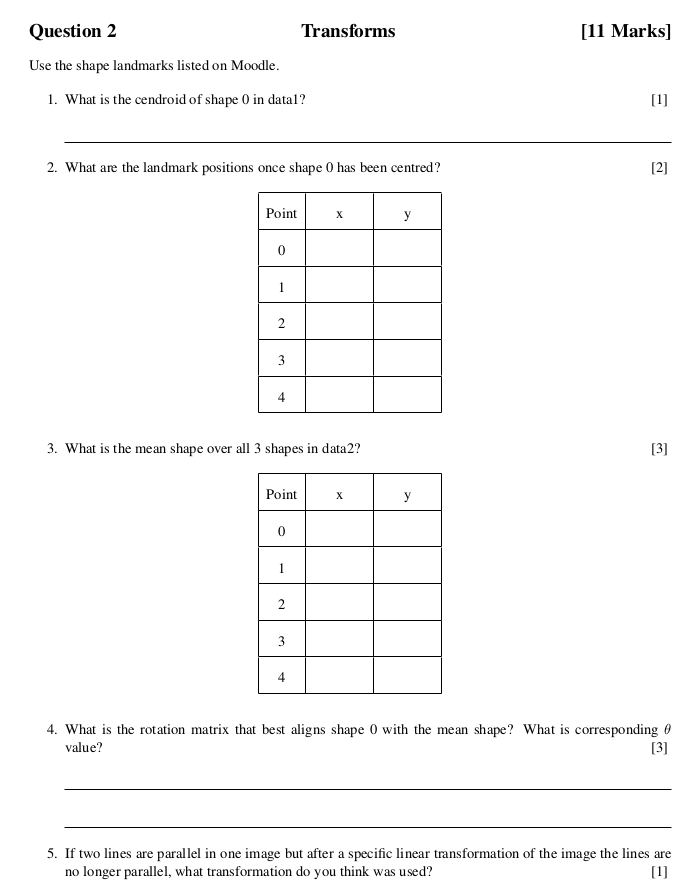 Question 2 Transforms [11 Marks]
Use the shape landmarks listed on Moodle.
1. What is the cendroid of shape 0 in data1? [1]
2. What are the landmark positions once shape 0 has been centred? [2]
Point x y
0
1
2
3
4
3. What is the mean shape over all 3 shapes in data2? [3]
Point x y
0
1
2
3
4
4. What is the rotation matrix that best aligns shape 0 with the mean shape? What is corresponding θ
value? [3]
5. If two lines are parallel in one image but after a specific linear transformation of the image the lines are
no longer parallel, what transformation do you think was used? [1]